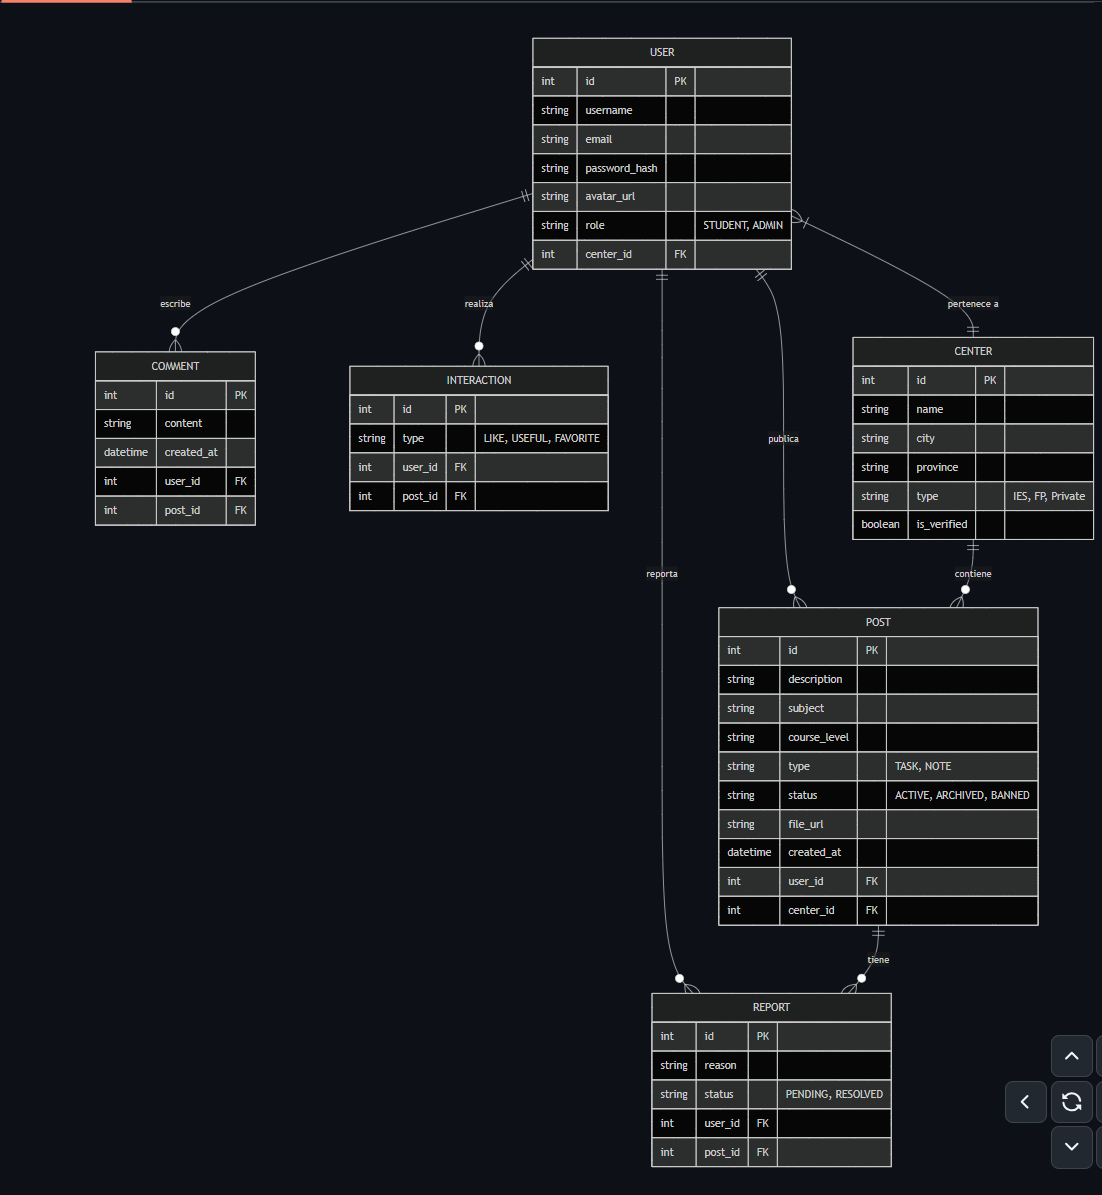 USER
int id PK
string username
string email
string password_hash
string avatar_url
string role STUDENT, ADMIN
int center_id FK
escribe
realiza
pertenece a
COMMENT
int id PK
string content
datetime created_at
int user_id FK
int post_id FK
INTERACTION
int id PK
string type LIKE, USEFUL, FAVORITE
int user_id FK
int post_id FK
CENTER
int id PK
string name
string city
string province
string type IES, FP, Private
boolean is_verified
publica
reporta
contiene
POST
int id PK
string description
string subject
string course_level
string type TASK, NOTE
string status ACTIVE, ARCHIVED, BANNED
string file_url
datetime created_at
int user_id FK
int center_id FK
tiene
REPORT
int id PK
string reason
string status PENDING, RESOLVED
int user_id FK
int post_id FK